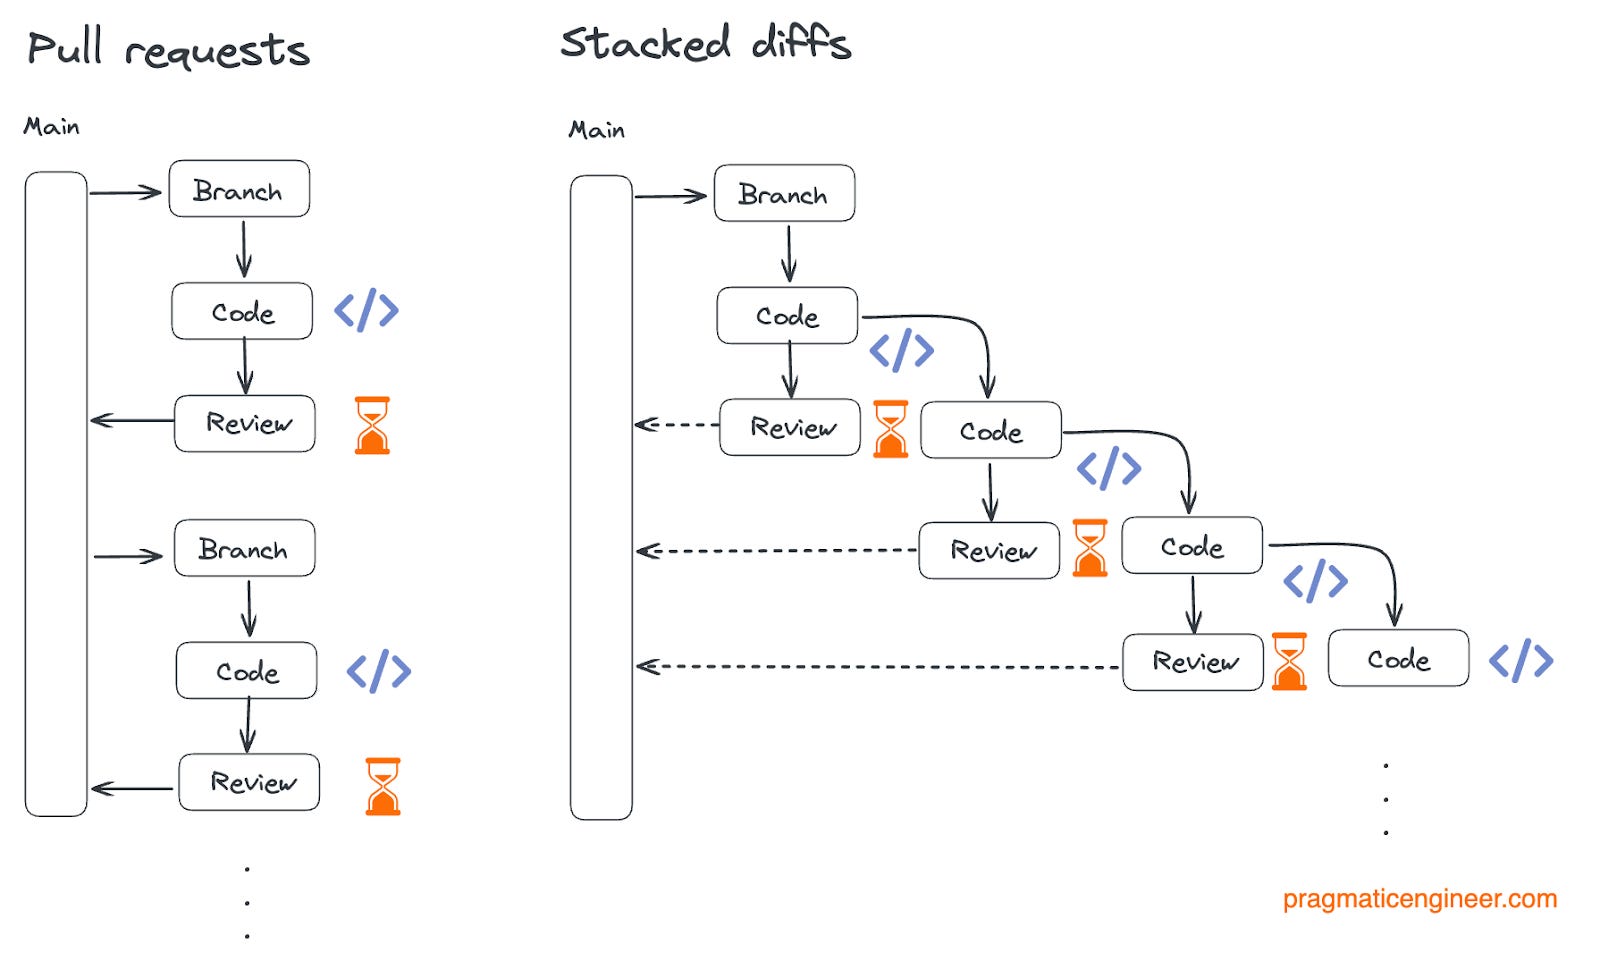 Pull requests
Main
Branch
Code
</>
Review
Branch
Code
</>
Review
Stacked diffs
Main
Branch
Code
</>
Review
Code
</>
Review
Code
</>
Review
Code
</>
pragmaticengineer.com